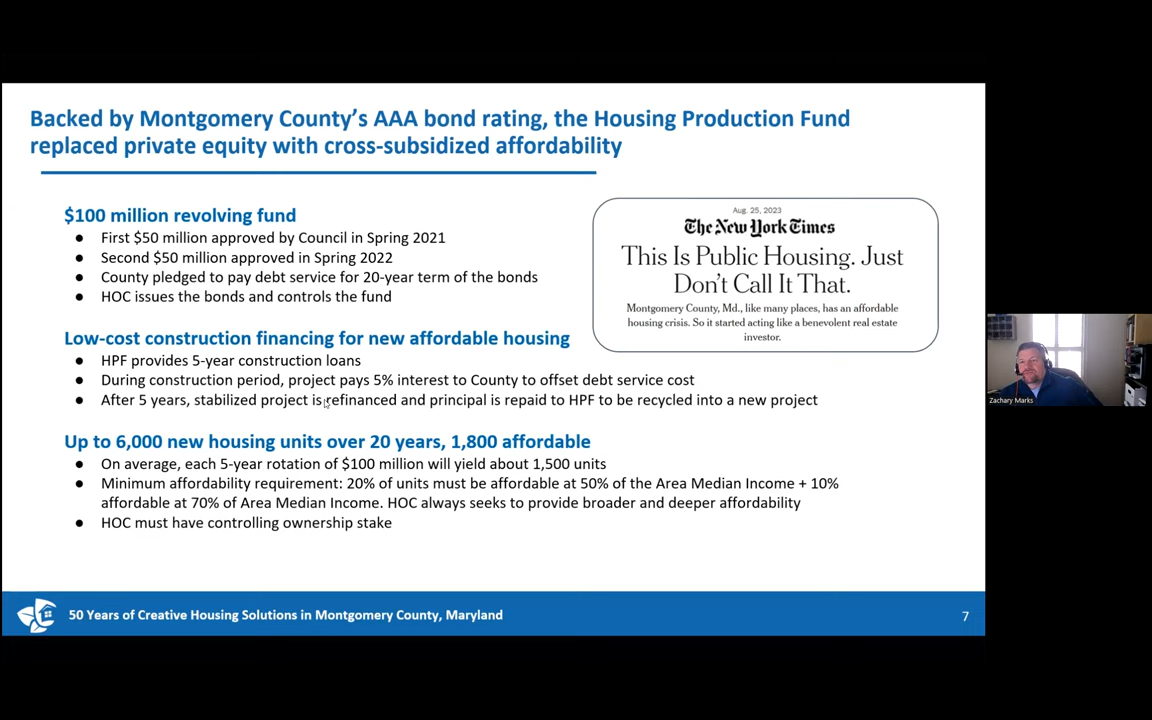 Backed by Montgomery County's AAA bond rating, the Housing Production Fund
replaced private equity with cross-subsidized affordability
$100 million revolving fund
● First $50 million approved by Council in Spring 2021
● Second $50 million approved in Spring 2022
● County pledged to pay debt service for 20-year term of the bonds
● HOC issues the bonds and controls the fund
Aug. 25, 2023
The New York Times
This Is Public Housing. Just
Don't Call It That.
Montgomery County, Md., like many places, has an affordable
housing crisis. So it started acting like a benevolent real estate
investor.
Low-cost construction financing for new affordable housing
● HPF provides 5-year construction loans
● During construction period, project pays 5% interest to County to offset debt service cost
● After 5 years, stabilized project is refinanced and principal is repaid to HPF to be recycled into a new project
Up to 6,000 new housing units over 20 years, 1,800 affordable
● On average, each 5-year rotation of $100 million will yield about 1,500 units
● Minimum affordability requirement: 20% of units must be affordable at 50% of the Area Median Income + 10%
affordable at 70% of Area Median Income. HOC always seeks to provide broader and deeper affordability
● HOC must have controlling ownership stake
50 Years of Creative Housing Solutions in Montgomery County, Maryland
7
Zachary Marks